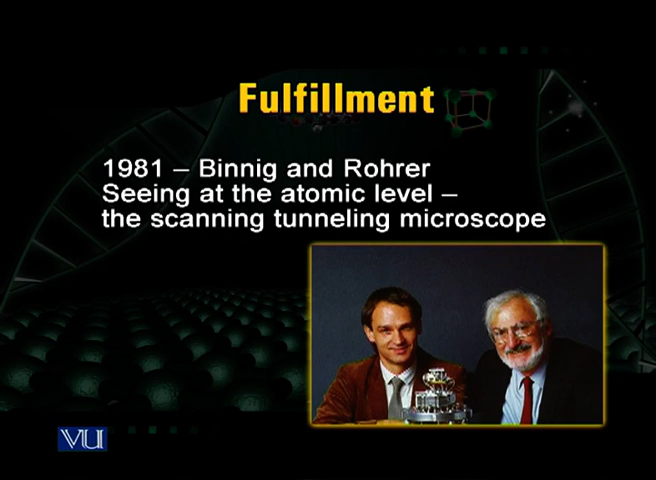 Fulfillment
1981 – Binnig and Rohrer
Seeing at the atomic level –
the scanning tunneling microscope
VU